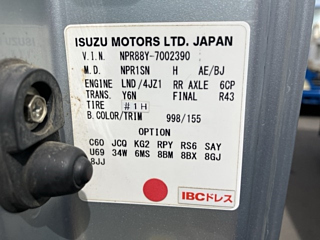 ISUZU MOTORS LTD. JAPAN
V.I.N. NPR88Y-7002390
M.D. NPR1SN H AE/BJ
ENGINE LND/4JZ1 RR AXLE 6CP
TRANS. Y6N FINAL R43
TIRE #1H
B.COLOR/TRIM 998/155
OPTION
C60 JCQ KG2 RPY RS6 SAY
U69 34W 6MS 8BM 8BX 8GJ
8JJ
IBCドレス